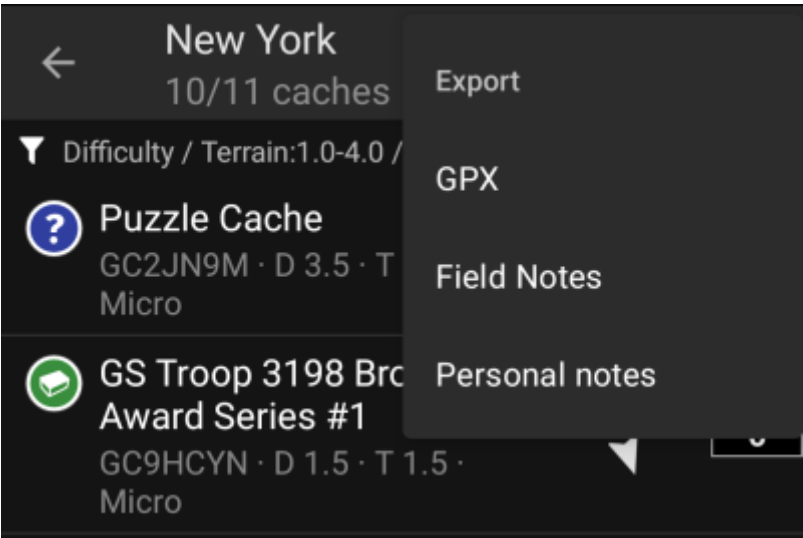 New York
10/11 caches
Difficulty / Terrain:1.0-4.0 /
Puzzle Cache
GC2JN9M · D 3.5 · T
Micro
GS Troop 3198 Bro
Award Series #1
GC9HCYN · D 1.5 · T 1.5 ·
Micro
Export
GPX
Field Notes
Personal notes